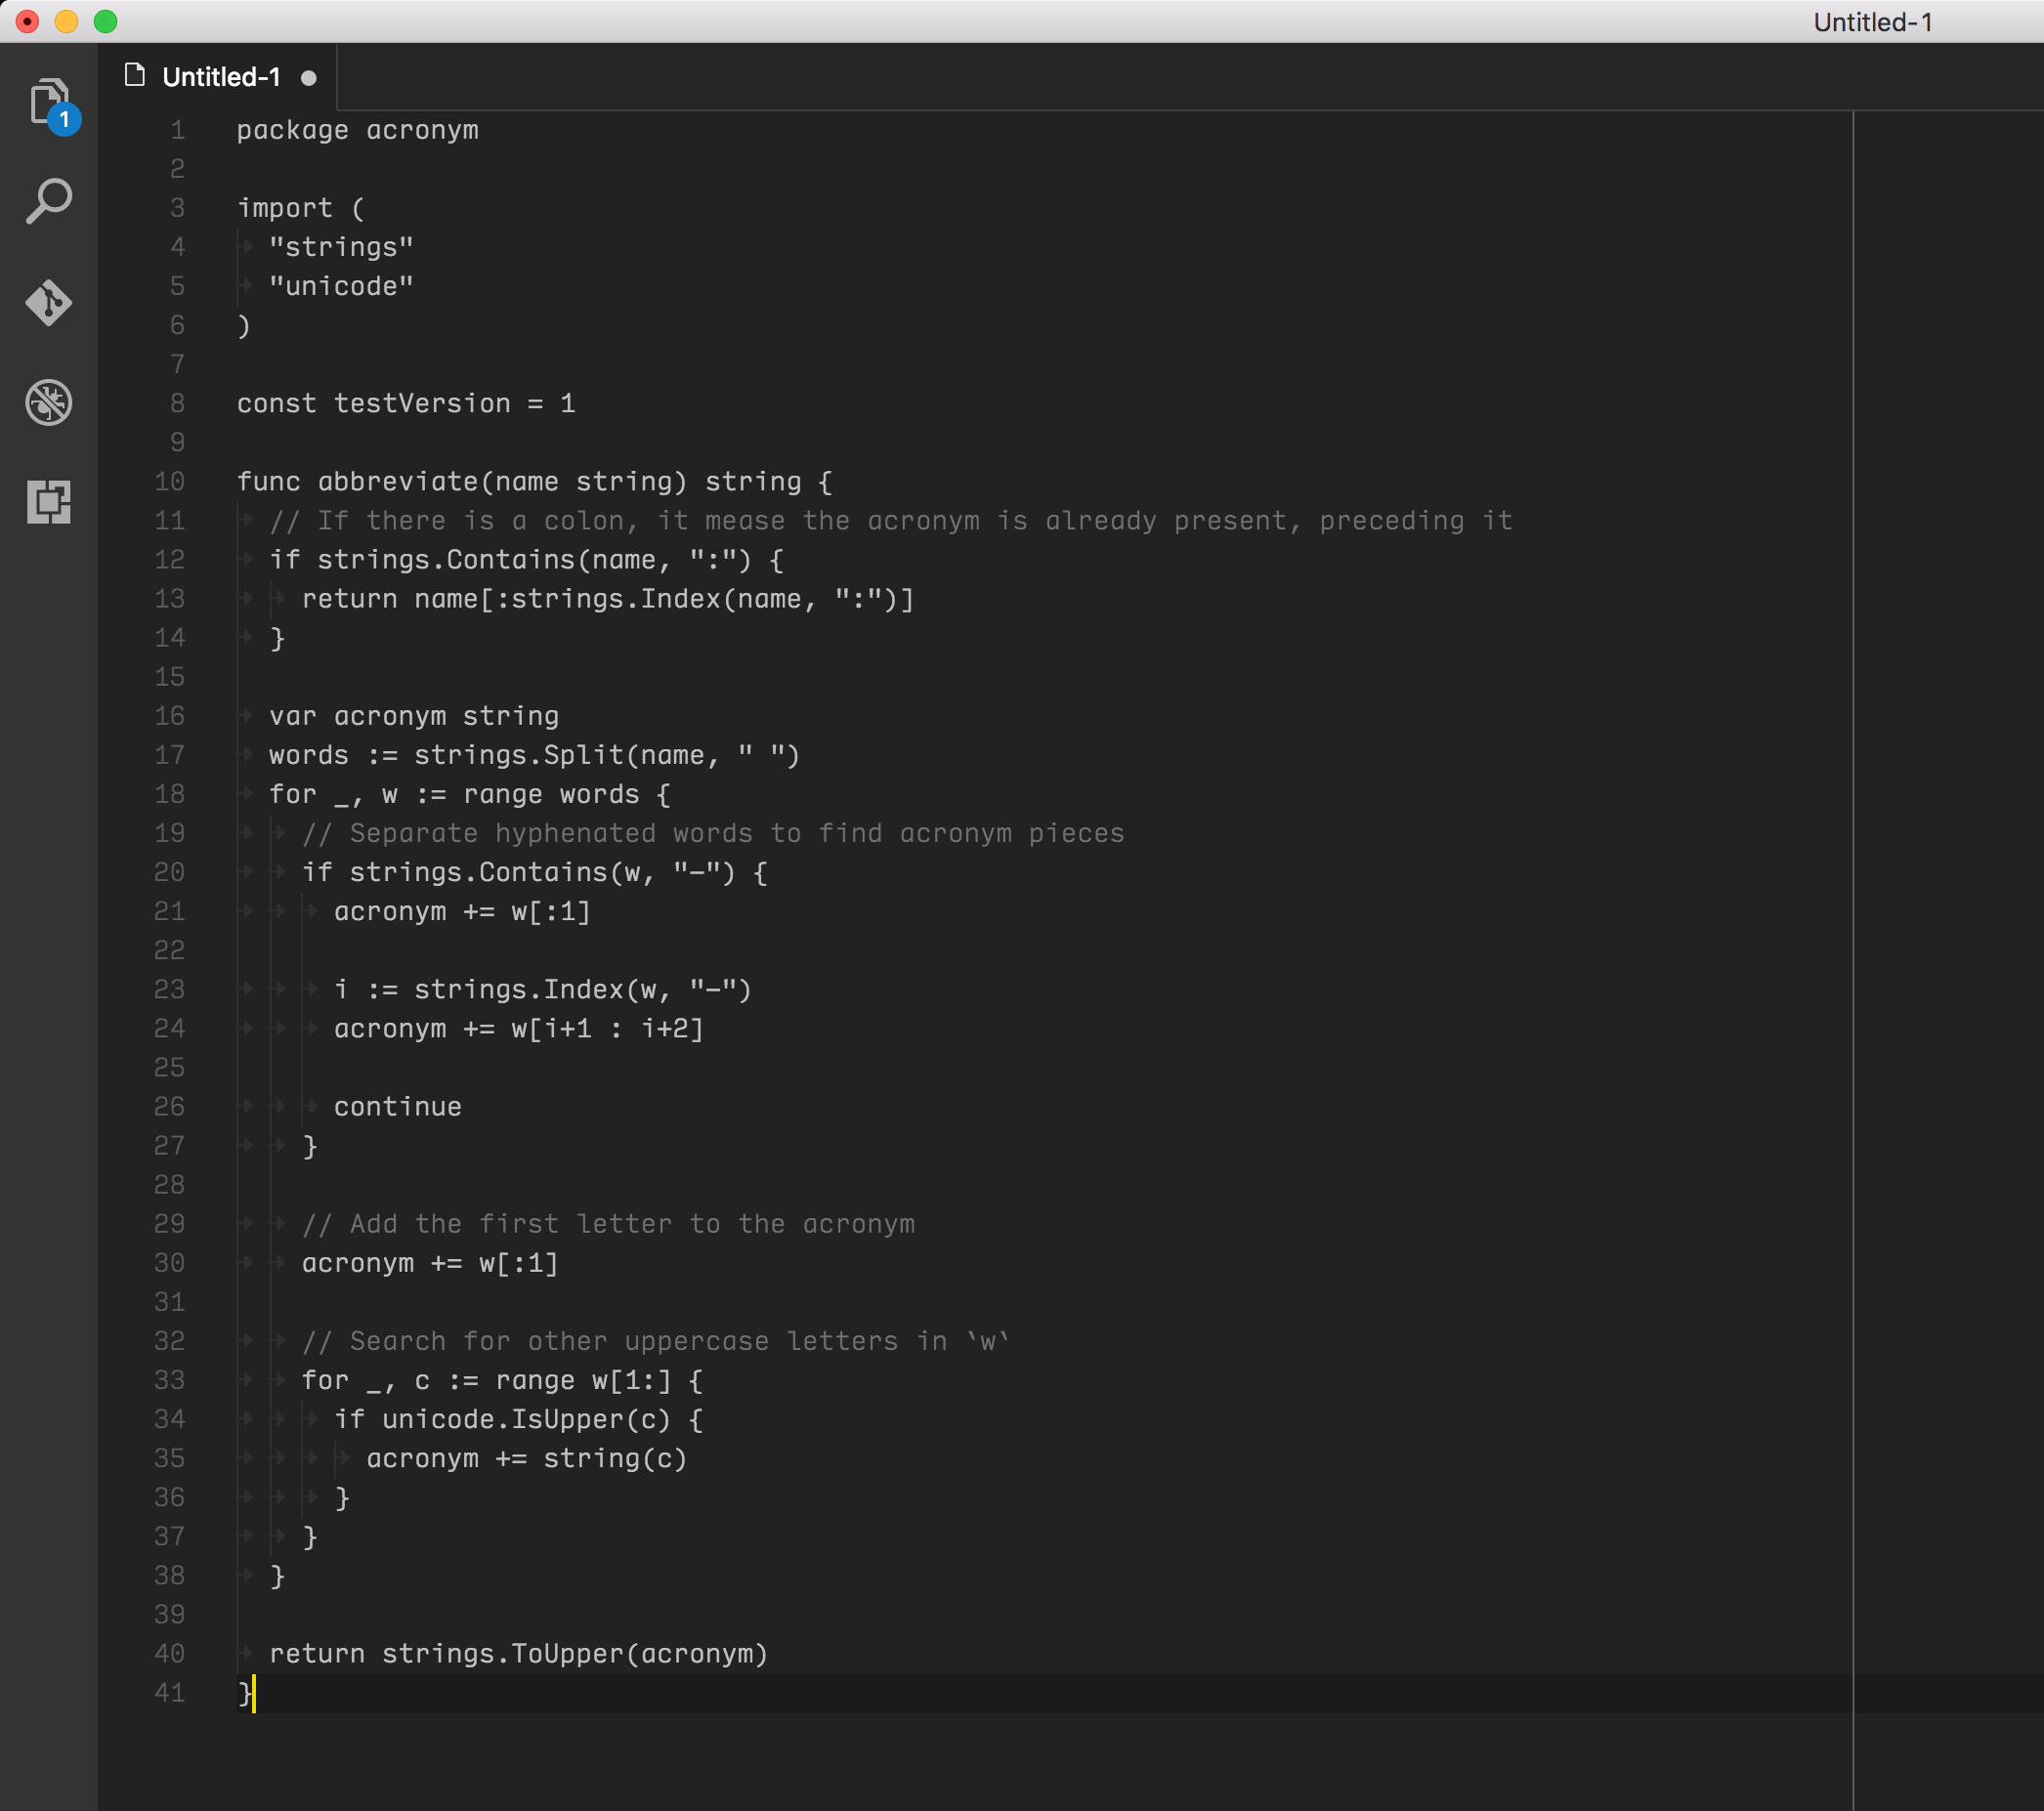 Untitled-1
Untitled-1
1
1 package acronym
2
3 import (
4 "strings"
5 "unicode"
6 )
7
8 const testVersion = 1
9
10 func abbreviate(name string) string {
11 // If there is a colon, it mease the acronym is already present, preceding it
12 if strings.Contains(name, ":") {
13 return name[:strings.Index(name, ":")]
14 }
15
16 var acronym string
17 words := strings.Split(name, " ")
18 for _, w := range words {
19 // Separate hyphenated words to find acronym pieces
20 if strings.Contains(w, "-") {
21 acronym += w[:1]
22
23 i := strings.Index(w, "-")
24 acronym += w[i+1 : i+2]
25
26 continue
27 }
28
29 // Add the first letter to the acronym
30 acronym += w[:1]
31
32 // Search for other uppercase letters in `w`
33 for _, c := range w[1:] {
34 if unicode.IsUpper(c) {
35 acronym += string(c)
36 }
37 }
38 }
39
40 return strings.ToUpper(acronym)
41 }